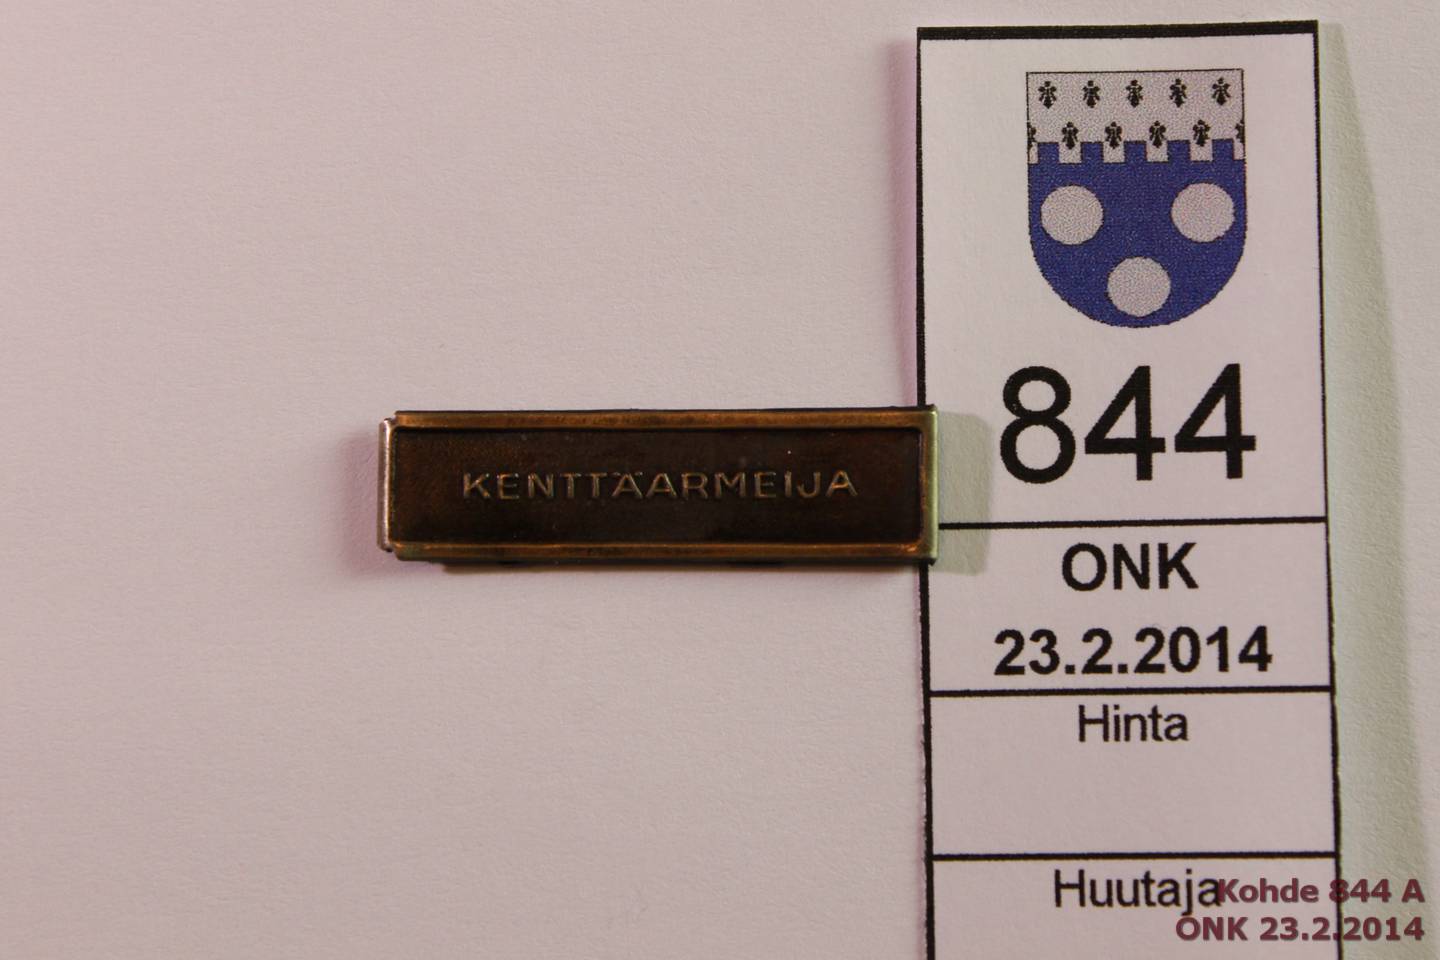 KENTTÄARMEIJA
844
ONK
23.2.2014
Hinta
Huutaja
Kohde 844 A
ONK 23.2.2014